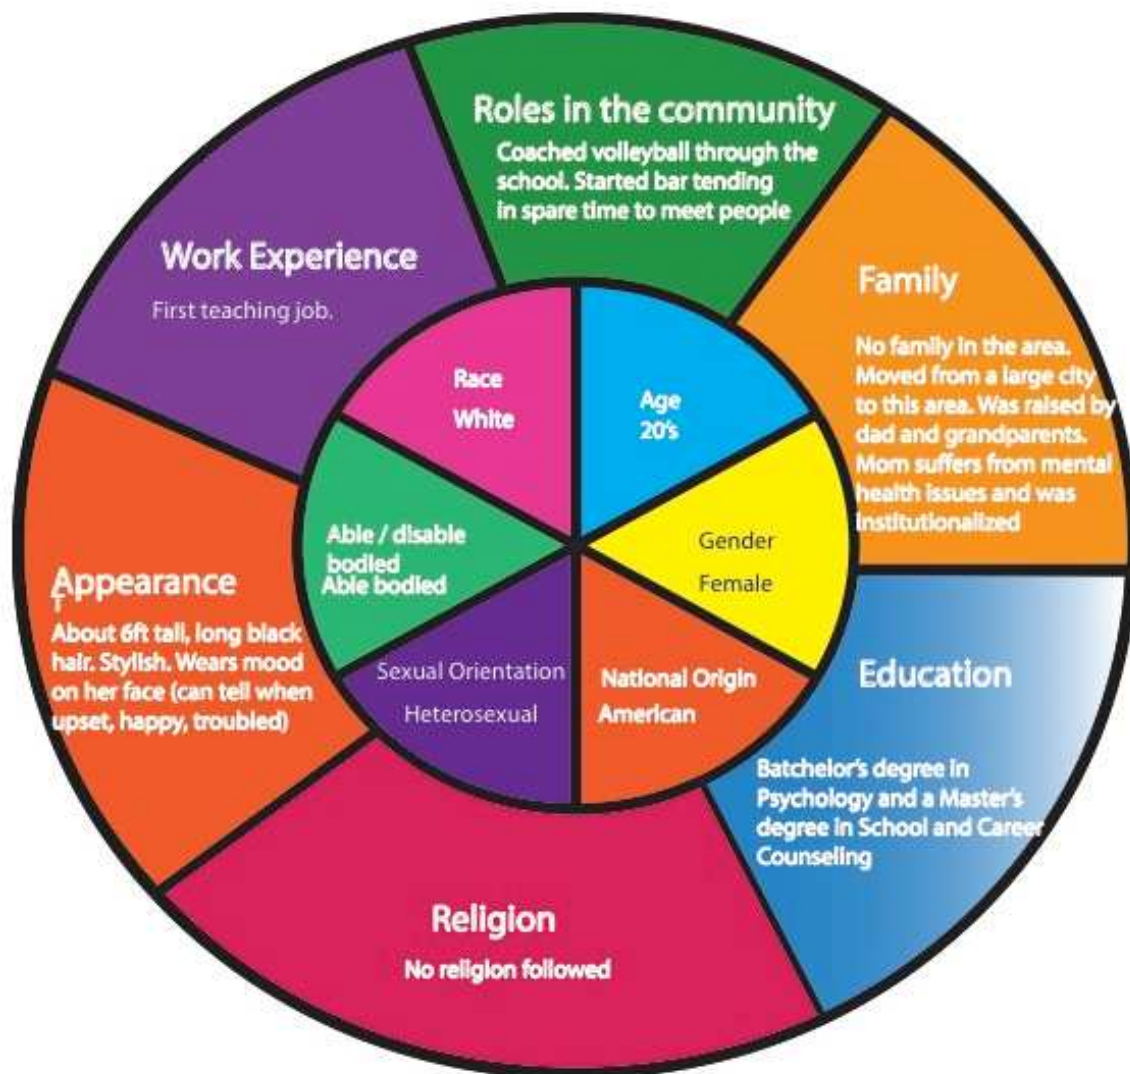 Roles in the community
Coached volleyball through the
school. Started bar tending
in spare time to meet people
Family
No family in the area.
Moved from a large city
to this area. Was raised by
dad and grandparents.
Mom suffers from mental
health issues and was
institutionalized
Education
Batchelor's degree in
Psychology and a Master's
degree in School and Career
Counseling
Religion
No religion followed
Appearance
About 6ft tall, long black
hair. Stylish. Wears mood
on her face (can tell when
upset, happy, troubled)
Work Experience
First teaching job.
Race
White
Age
20's
Gender
Female
National Origin
American
Sexual Orientation
Heterosexual
Able / disable
bodied
Able bodied